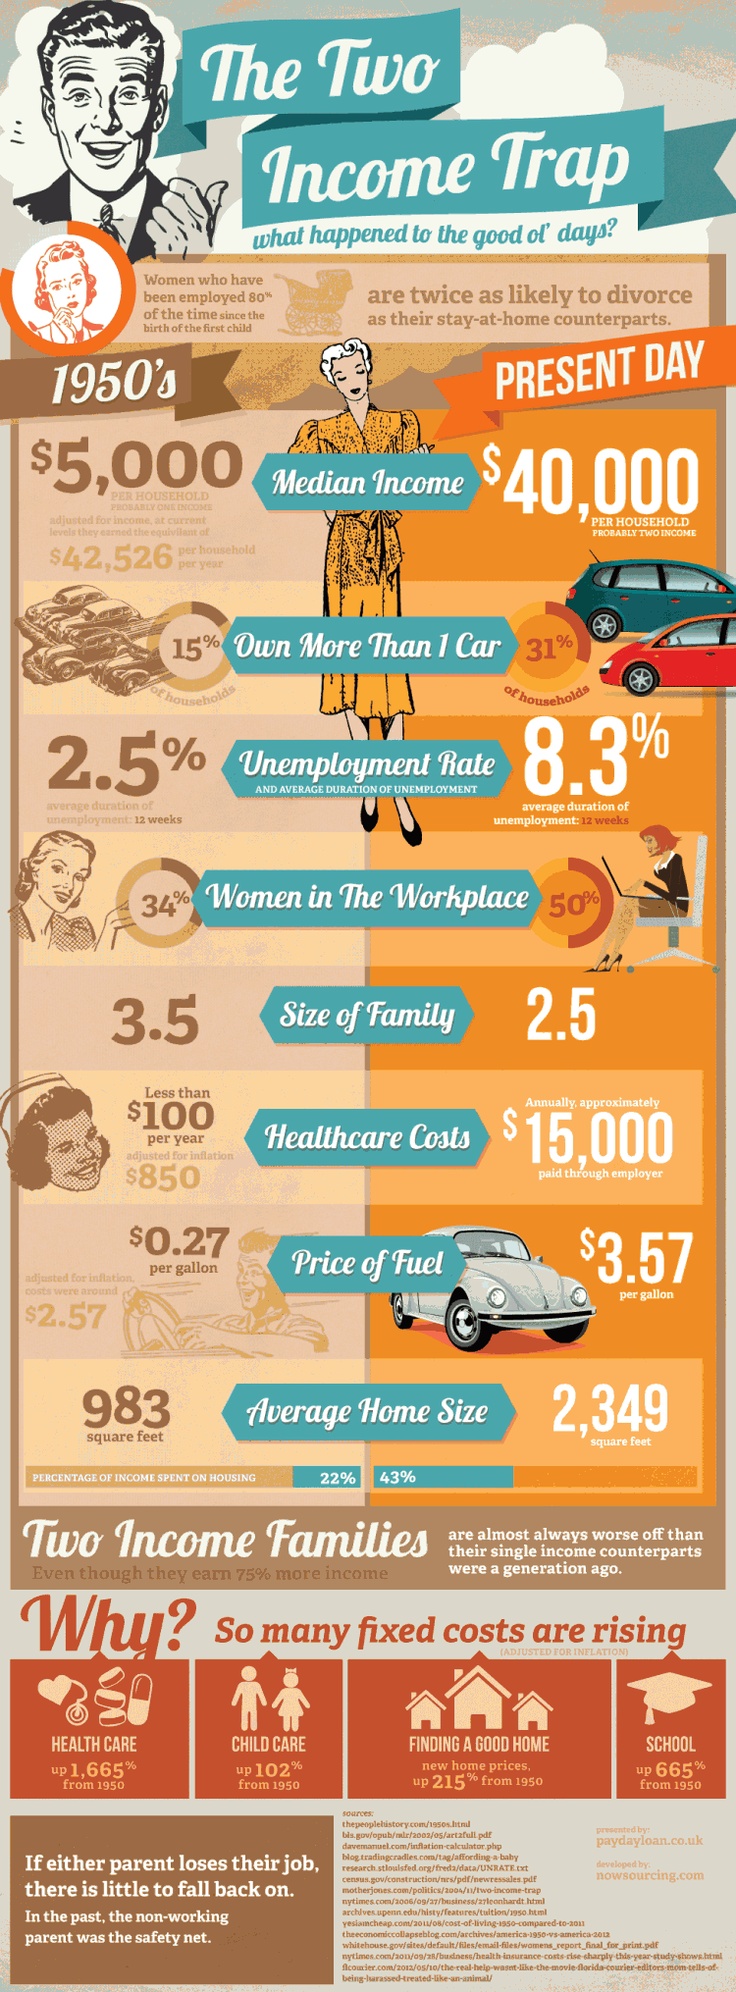 The Two
Income Trap
what happened to the good ol' days?
Women who have
been employed 80%
of the time since the
birth of the first child
are twice as likely to divorce
as their stay-at-home counterparts.
1950's
PRESENT DAY
$5,000
PER HOUSEHOLD
PROBABLY ONE INCOME
adjusted for income, at current
levels they earned the equivilent of
$42,526 per household
per year
Median Income
$40,000
PER HOUSEHOLD
PROBABLY TWO INCOME
15%
of households
Own More Than 1 Car
31%
of households
2.5%
average duration of
unemployment: 12 weeks
Unemployment Rate
AND AVERAGE DURATION OF UNEMPLOYMENT
8.3%
average duration of
unemployment: 12 weeks
34%
Women in The Workplace
50%
3.5
Size of Family
2.5
Less than
$100
per year
adjusted for inflation
$850
Healthcare Costs
Annually, approximately
$15,000
paid through employer
$0.27
per gallon
adjusted for inflation,
costs were around
$2.57
Price of Fuel
$3.57
per gallon
983
square feet
Average Home Size
2,349
square feet
PERCENTAGE OF INCOME SPENT ON HOUSING 22%
43%
Two Income Families
Even though they earn 75% more income
are almost always worse off than
their single income counterparts
were a generation ago.
Why? So many fixed costs are rising
(ADJUSTED FOR INFLATION)
HEALTH CARE
up 1,665%
from 1950
CHILD CARE
up 102%
from 1950
FINDING A GOOD HOME
new home prices,
up 215% from 1950
SCHOOL
up 665%
from 1950
If either parent loses their job,
there is little to fall back on.
In the past, the non-working
parent was the safety net.
sources:
thepeoplehistory.com/1950s.html
bls.gov/opub/mlr/2002/05/art2full.pdf
davemanuel.com/inflation-calculator.php
blog.tradingcradles.com/tag/affording-a-baby
research.stlouisfed.org/fred2/data/UNRATE.txt
census.gov/construction/nrs/pdf/newressales.pdf
motherjones.com/politics/2004/11/two-income-trap
nytimes.com/2006/09/27/business/27leonhardt.html
archives.upenn.edu/histy/features/tuition/1950.html
yesiamcheap.com/2011/08/cost-of-living-1950-compared-to-2011
theeconomiccollapseblog.com/archives/america-1950-vs-america-2012
whitehouse.gov/sites/default/files/email-files/womens_report_final_for_print.pdf
nytimes.com/2011/09/28/business/health-insurance-costs-rise-sharply-this-year-study-shows.html
flcourier.com/2012/05/10/the-real-help-wasnt-like-the-movie-florida-courier-editors-mom-tells-of-
being-harassed-treated-like-an-animal/
presented by:
paydayloan.co.uk
developed by:
nowsourcing.com